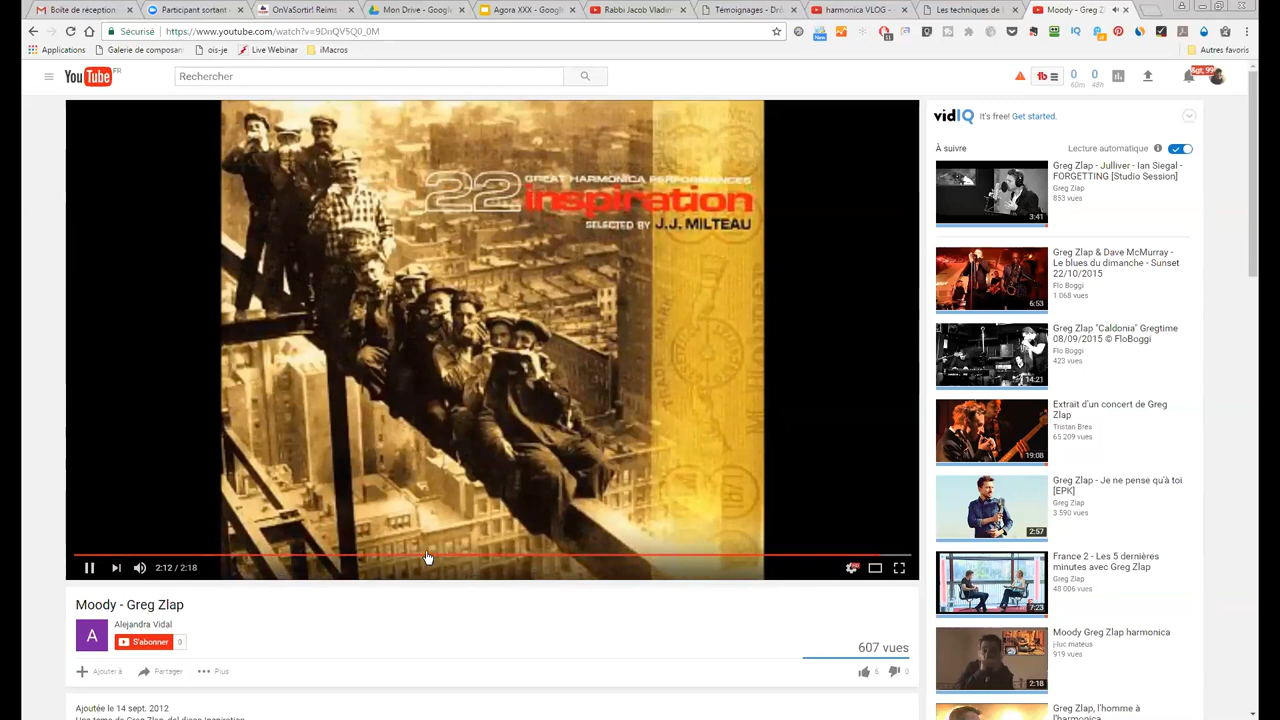 Boîte de réception
Participant sortant
OnVaSortir! Reims
Mon Drive - Google
Agora XXX - Google
Rabbi Jacob Vladim
Témoignages - Dro
harmonica VLOG -
Les techniques de
Moody - Greg Z
Sécurisé
https://www.youtube.com/watch?v=9DnQV5Q0_0M
Applications
Galerie de composan
ois-je
Live Webinar
iMacros
Autres favoris
YouTube FR
Rechercher
0
60m
0
48h
22 GREAT HARMONICA PERFORMANCES
inspiration
SELECTED BY J.J. MILTEAU
2:12 / 2:18
Moody - Greg Zlap
A
Alejandra Vidal
S'abonner 0
607 vues
Ajouter à
Partager
Plus
6
0
Ajoutée le 14 sept. 2012
vidIQ It's free! Get started.
À suivre
Lecture automatique
Greg Zlap - Julliver - Ian Siegal -
FORGETTING [Studio Session]
Greg Zlap
853 vues
3:41
Greg Zlap & Dave McMurray -
Le blues du dimanche - Sunset
22/10/2015
Flo Boggi
1 068 vues
6:53
Greg Zlap "Caldonia" Gregtime
08/09/2015 © FloBoggi
Flo Boggi
423 vues
14:21
Extrait d'un concert de Greg
Zlap
Tristan Brea
65 209 vues
19:08
Greg Zlap - Je ne pense qu'à toi
[EPK]
Greg Zlap
3 590 vues
2:57
France 2 - Les 5 dernières
minutes avec Greg Zlap
Greg Zlap
48 006 vues
7:23
Moody Greg Zlap harmonica
j-luc mateus
919 vues
2:18
Greg Zlap, l'homme à
l'harmonica